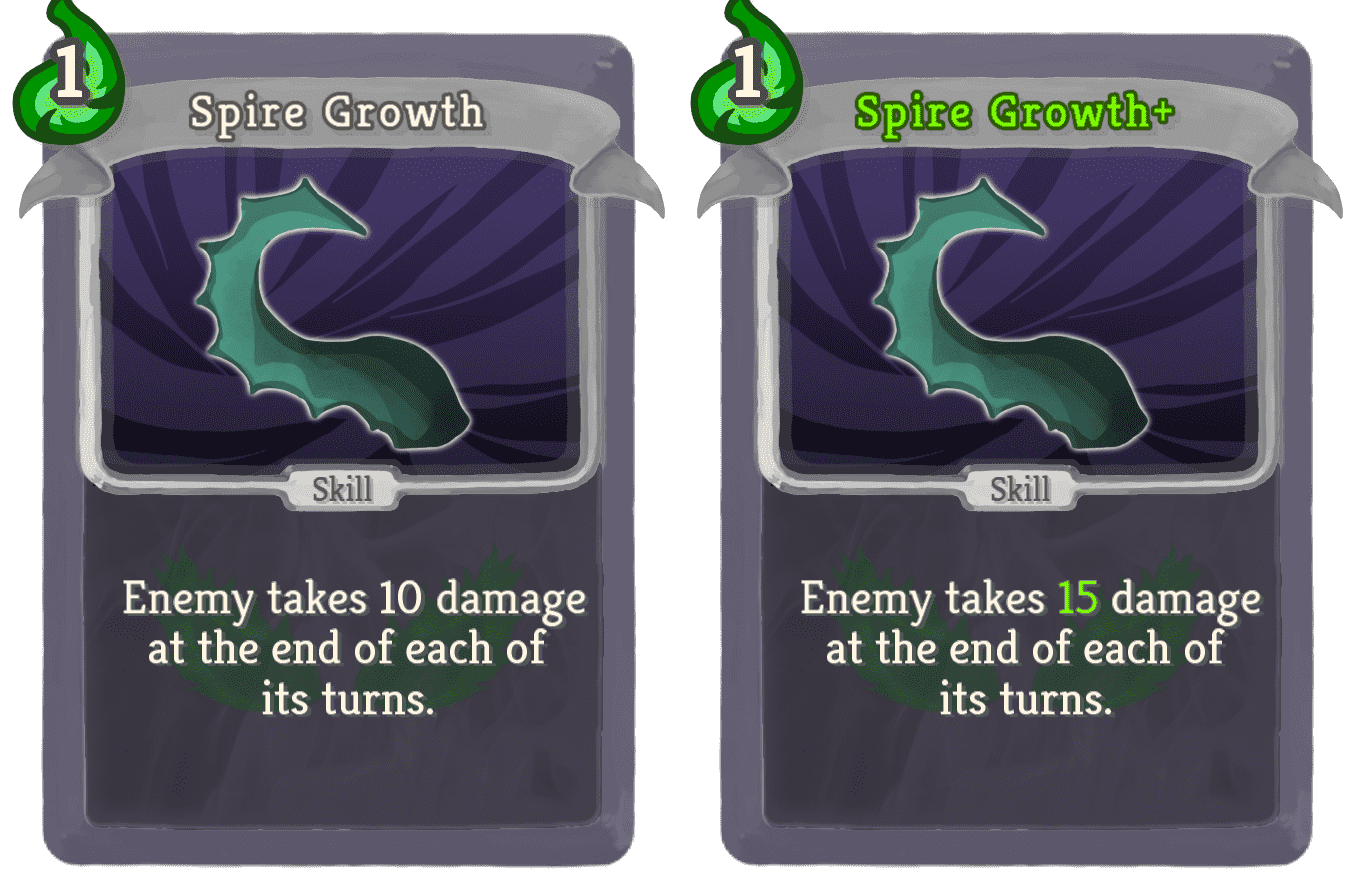 1
Spire Growth
Skill
Enemy takes 10 damage
at the end of each of
its turns.
1
Spire Growth+
Skill
Enemy takes 15 damage
at the end of each of
its turns.